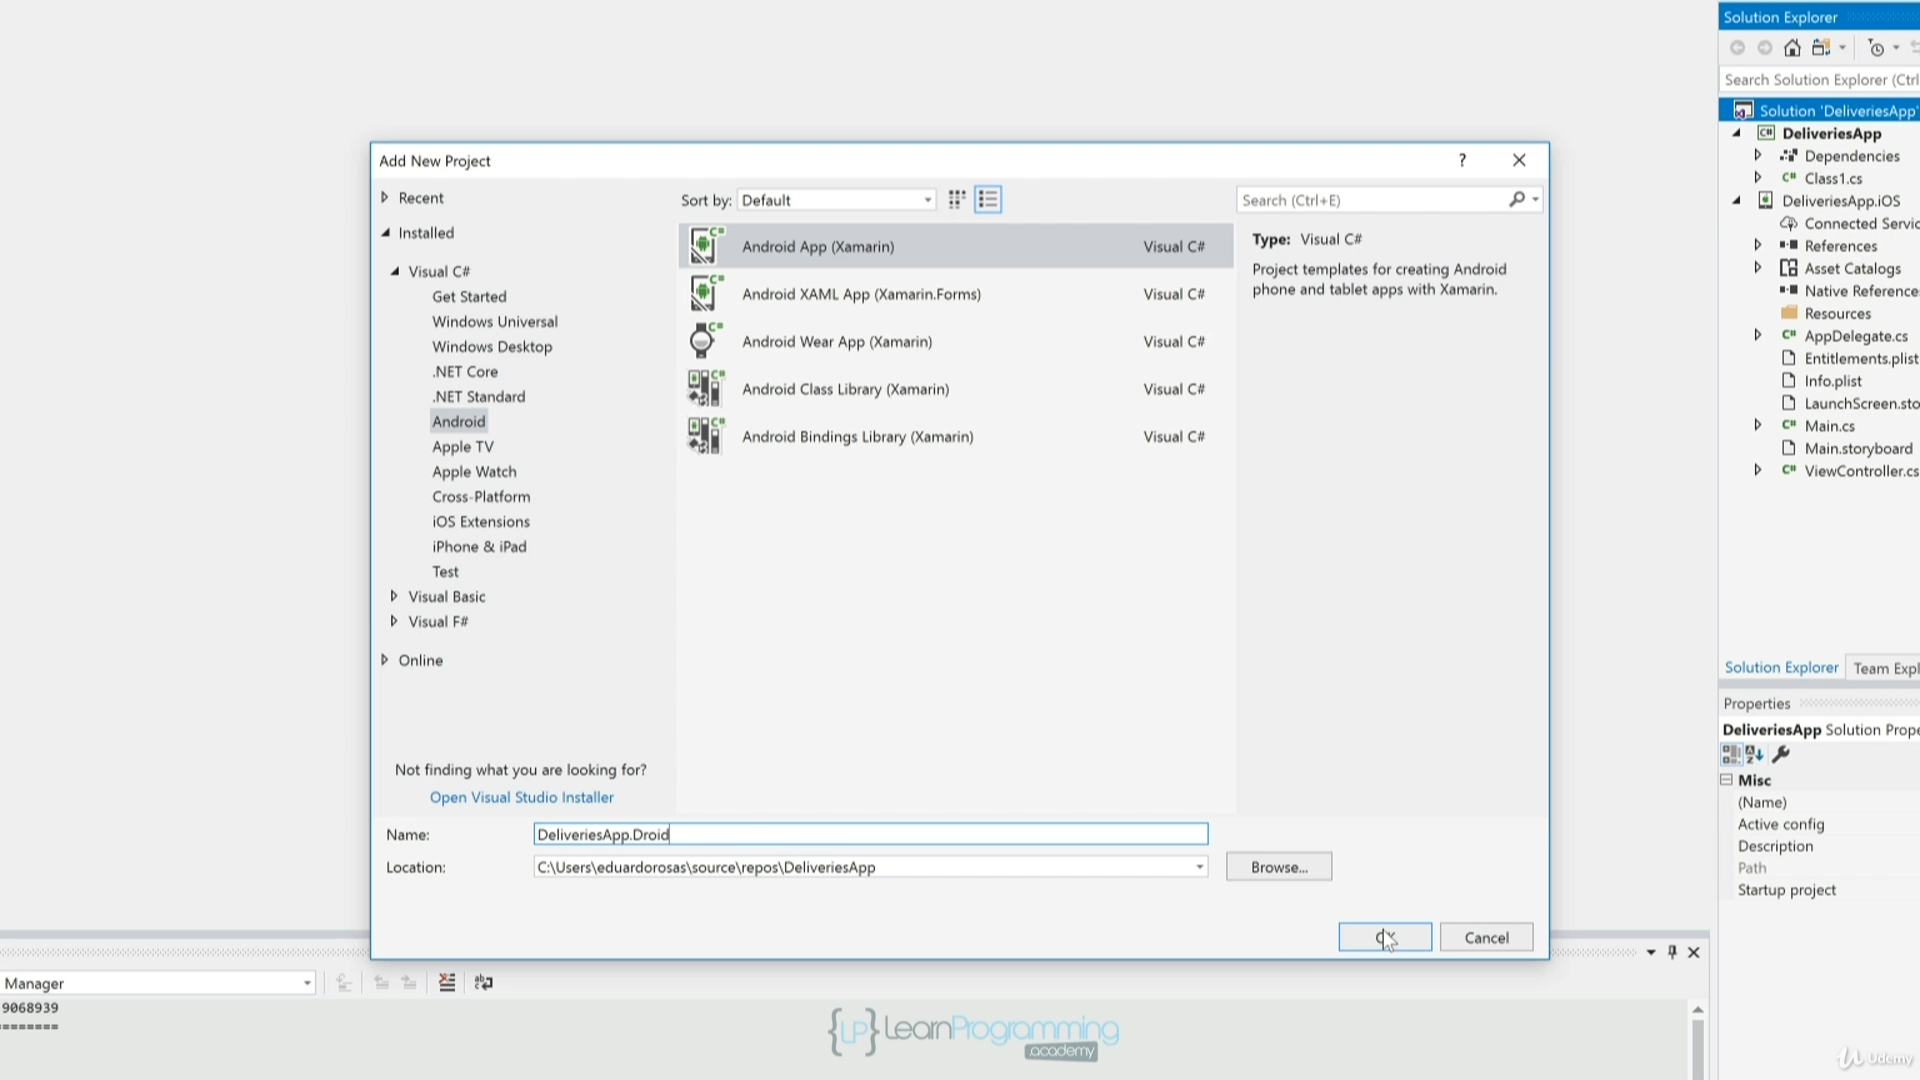 Solution Explorer
Search Solution Explorer (Ctrl
Solution 'DeliveriesApp'
DeliveriesApp
Dependencies
Class1.cs
DeliveriesApp.iOS
Connected Servic
References
Asset Catalogs
Native Reference
Resources
AppDelegate.cs
Entitlements.plist
Info.plist
LaunchScreen.sto
Main.cs
Main.storyboard
ViewController.cs
Solution Explorer
Team Expl
Properties
DeliveriesApp Solution Prope
Misc
(Name)
Active config
Description
Path
Startup project
Add New Project
Recent
Installed
Visual C#
Get Started
Windows Universal
Windows Desktop
.NET Core
.NET Standard
Android
Apple TV
Apple Watch
Cross-Platform
iOS Extensions
iPhone & iPad
Test
Visual Basic
Visual F#
Online
Not finding what you are looking for?
Open Visual Studio Installer
Sort by: Default
Android App (Xamarin) Visual C#
Android XAML App (Xamarin.Forms) Visual C#
Android Wear App (Xamarin) Visual C#
Android Class Library (Xamarin) Visual C#
Android Bindings Library (Xamarin) Visual C#
Search (Ctrl+E)
Type: Visual C#
Project templates for creating Android
phone and tablet apps with Xamarin.
Name: DeliveriesApp.Droid
Location: C:\Users\eduardorosas\source\repos\DeliveriesApp
Browse...
Cancel
Manager
9068939
========
{LP} LearnProgramming
.academy
Udemy